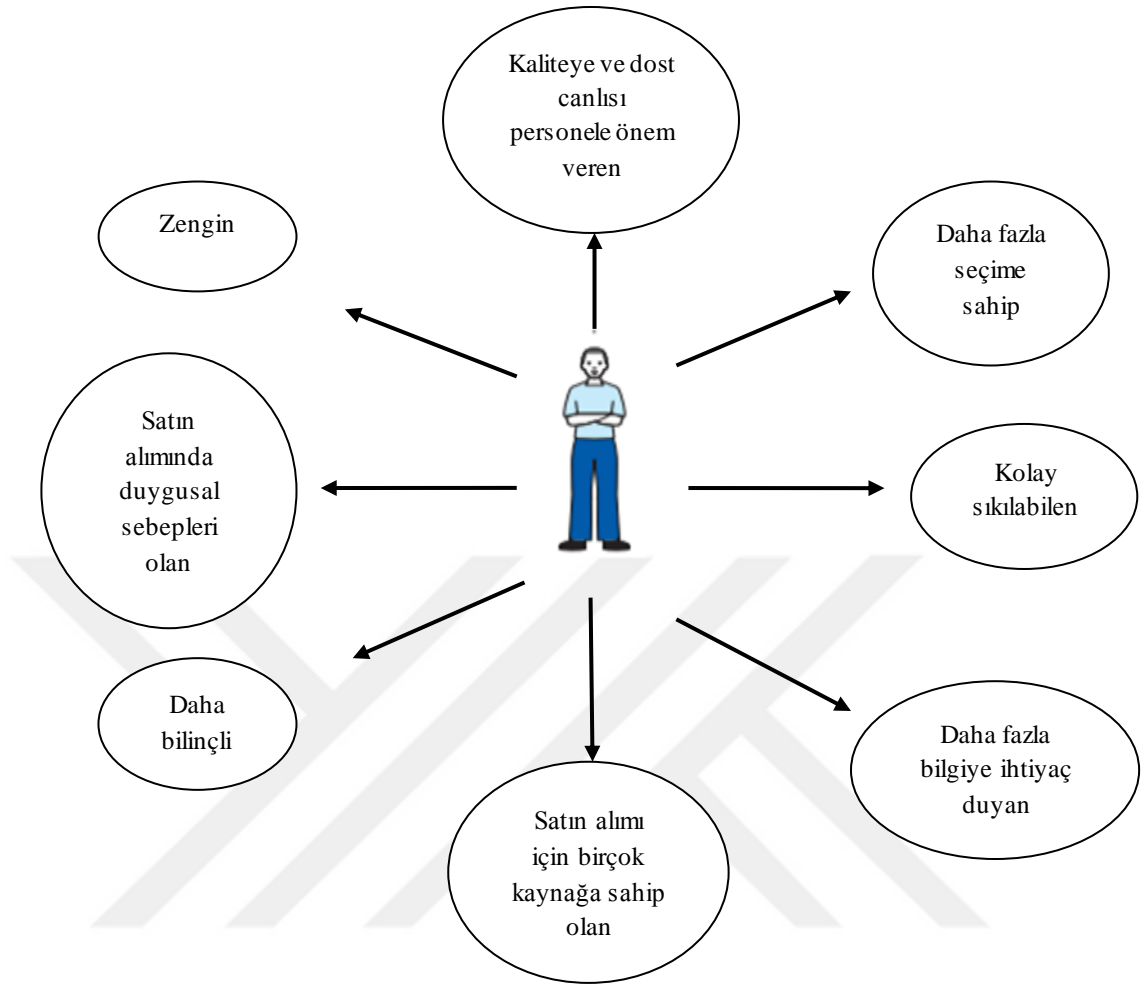 Kaliteye ve dost
canlısı
personele önem
veren
Zengin
Daha fazla
seçime
sahip
Satın
alımında
duygusal
sebepleri
olan
Kolay
sıkılabilen
Daha
bilinçli
Daha fazla
bilgiye ihtiyaç
duyan
Satın alımı
için birçok
kaynağa sahip
olan